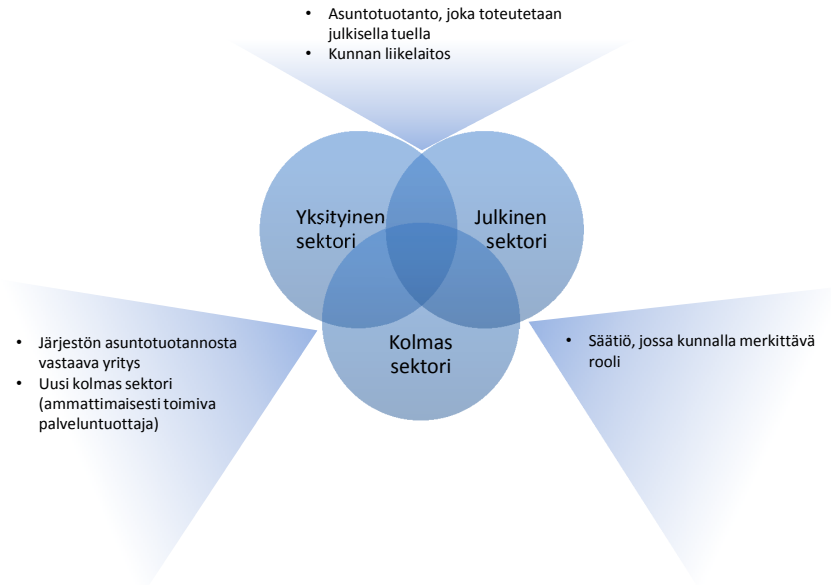 • Asuntotuotanto, joka toteutetaan
julkisella tuella
• Kunnan liikelaitos
Yksityinen
sektori
Julkinen
sektori
Kolmas
sektori
• Järjestön asuntotuotannosta
vastaava yritys
• Uusi kolmas sektori
(ammattimaisesti toimiva
palveluntuottaja)
• Säätiö, jossa kunnalla merkittävä
rooli